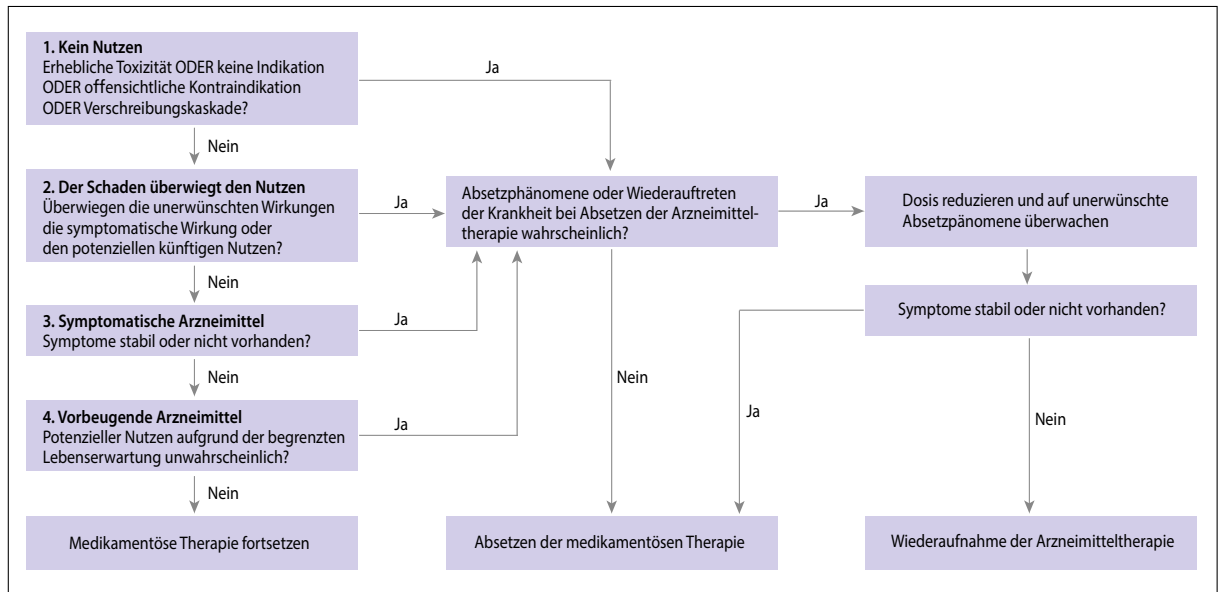 1. Kein Nutzen
Erhebliche Toxizität ODER keine Indikation
ODER offensichtliche Kontraindikation
ODER Verschreibungskaskade?
Ja
Nein
2. Der Schaden überwiegt den Nutzen
Überwiegen die unerwünschten Wirkungen
die symptomatische Wirkung oder
den potenziellen künftigen Nutzen?
Ja
Absetzphänomene oder Wiederauftreten
der Krankheit bei Absetzen der Arzneimittel-
therapie wahrscheinlich?
Ja
Dosis reduzieren und auf unerwünschte
Absetzpänomene überwachen
Nein
3. Symptomatische Arzneimittel
Symptome stabil oder nicht vorhanden?
Ja
Symptome stabil oder nicht vorhanden?
Nein
Nein
4. Vorbeugende Arzneimittel
Potenzieller Nutzen aufgrund der begrenzten
Lebenserwartung unwahrscheinlich?
Ja
Ja
Nein
Nein
Medikamentöse Therapie fortsetzen
Absetzen der medikamentösen Therapie
Wiederaufnahme der Arzneimitteltherapie